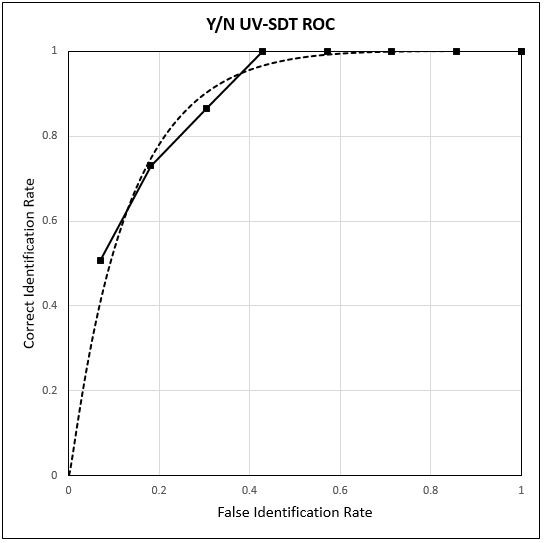 Y/N UV-SDT ROC
1
0.8
0.6
0.4
0.2
0
Correct Identification Rate
0 0.2 0.4 0.6 0.8 1
False Identification Rate